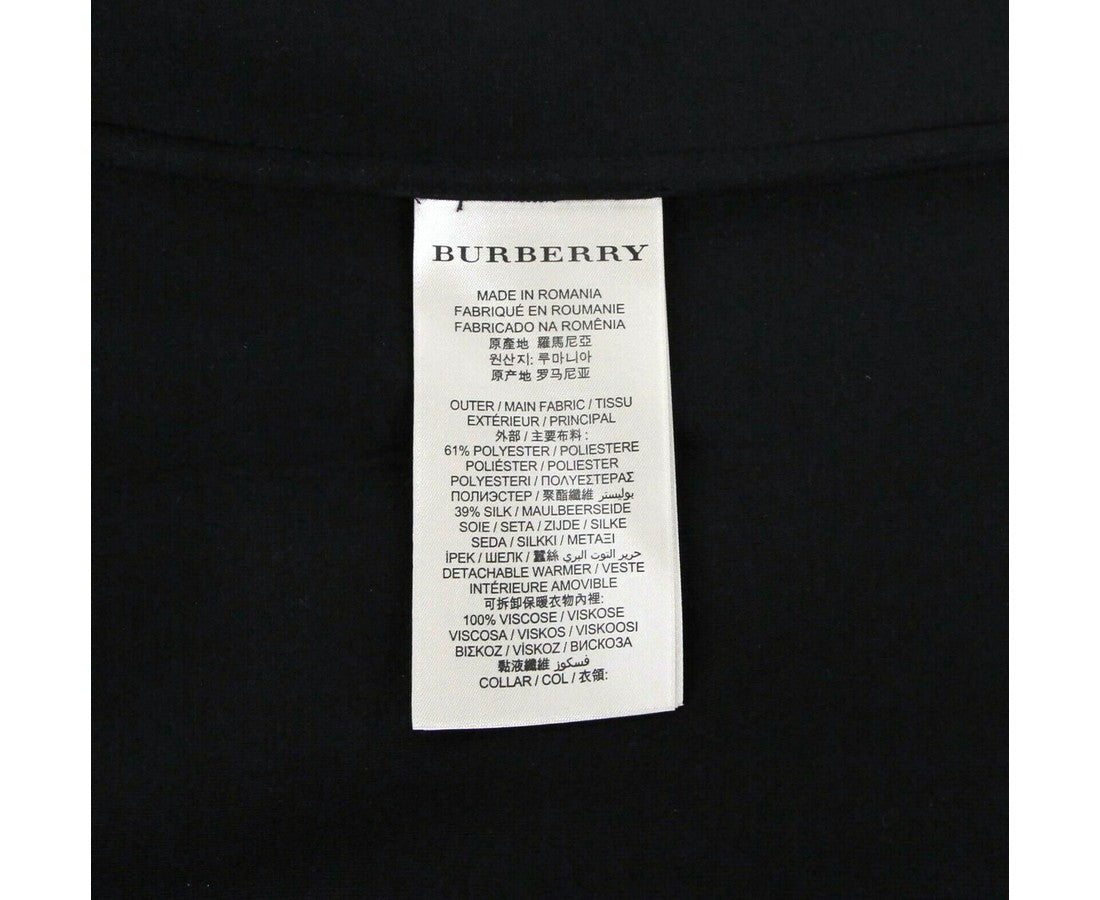 BURBERRY
MADE IN ROMANIA
FABRIQUÉ EN ROUMANIE
FABRICADO NA ROMÊNIA
原產地 羅馬尼亞
원산지: 루마니아
原产地 罗马尼亚
OUTER / MAIN FABRIC / TISSU
EXTÉRIEUR / PRINCIPAL
外部 / 主要布料 :
61% POLYESTER / POLIESTERE
POLIÉSTER / POLIESTER
POLYESTERI / ΠΟΛΥΕΣΤΕΡΑΣ
ПОЛИЭСТЕР / 聚酯纖維 بوليستر
39% SILK / MAULBEERSEIDE
SOIE / SETA / ZIJDE / SILKE
SEDA / SILKKI / ΜΕΤΑΞΙ
İPEK / ШЕЛК / 蠶絲 حرير التوت البري
DETACHABLE WARMER / VESTE
INTÉRIEURE AMOVIBLE
可拆卸保暖衣物內裡:
100% VISCOSE / VISKOSE
VISCOSA / VISKOS / VISKOOSI
ΒΙΣΚΟΖ / VİSKOZ / ВИСКОЗА
黏液纖維 فسكوز
COLLAR / COL / 衣領: